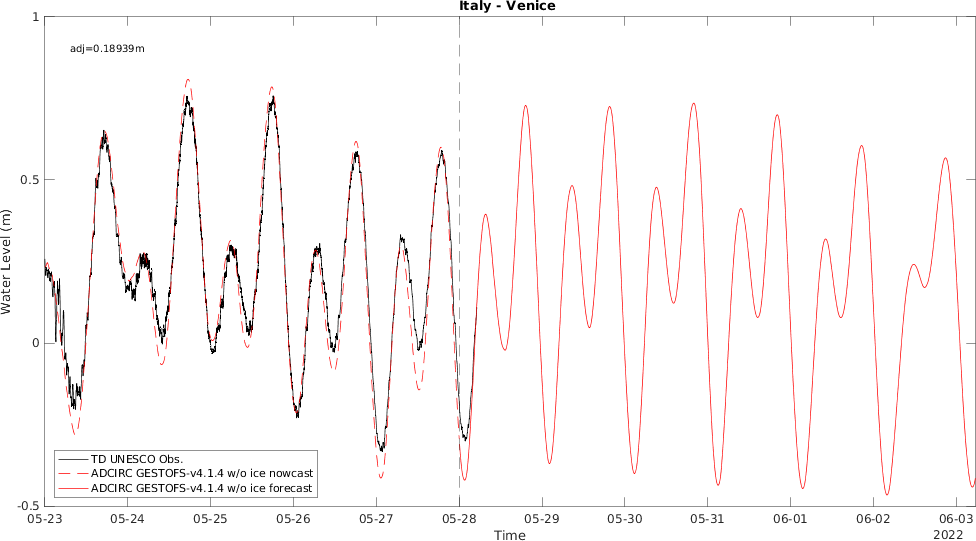 Italy - Venice
adj=0.18939m
1
0.5
0
-0.5
Water Level (m)
TD UNESCO Obs.
ADCIRC GESTOFS-v4.1.4 w/o ice nowcast
ADCIRC GESTOFS-v4.1.4 w/o ice forecast
05-23 05-24 05-25 05-26 05-27 05-28 05-29 05-30 05-31 06-01 06-02 06-03
Time
2022